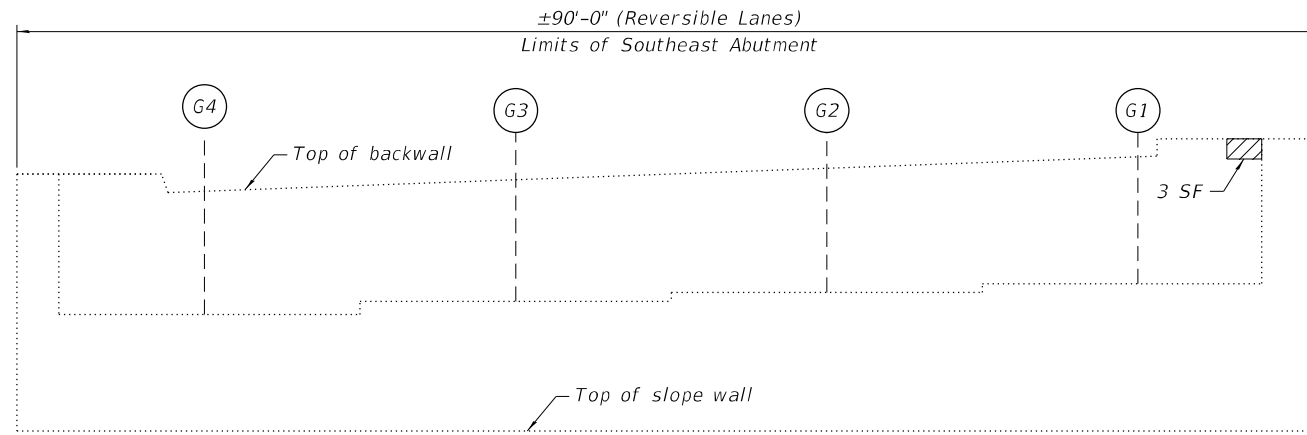 ±90'-0" (Reversible Lanes)
Limits of Southeast Abutment
G4
G3
G2
G1
Top of backwall
3 SF
Top of slope wall